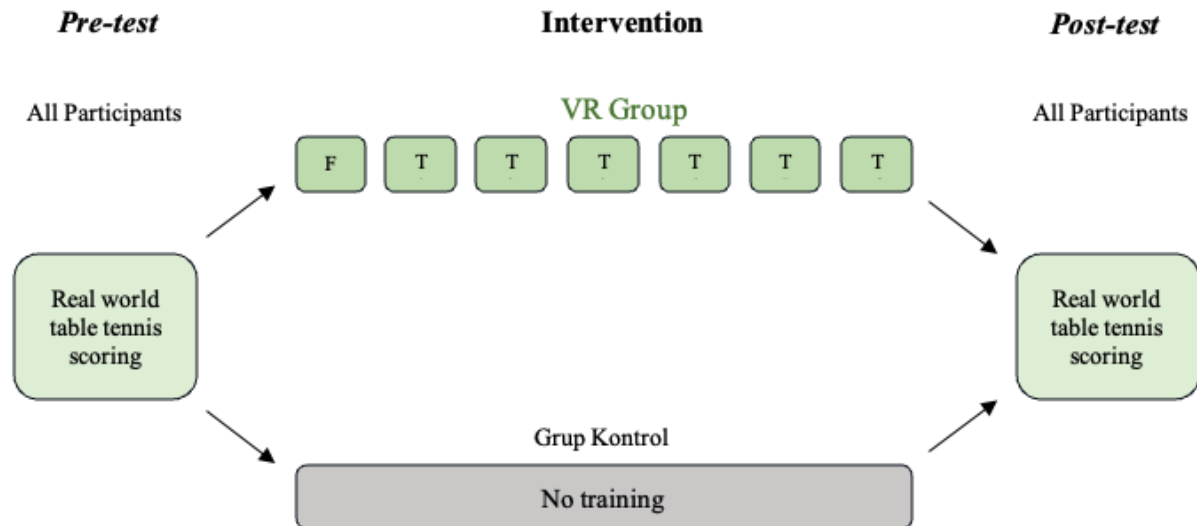 Pre-test
Intervention
Post-test
All Participants
VR Group
All Participants
F
T
T
T
T
T
T
Real world
table tennis
scoring
Real world
table tennis
scoring
Grup Kontrol
No training